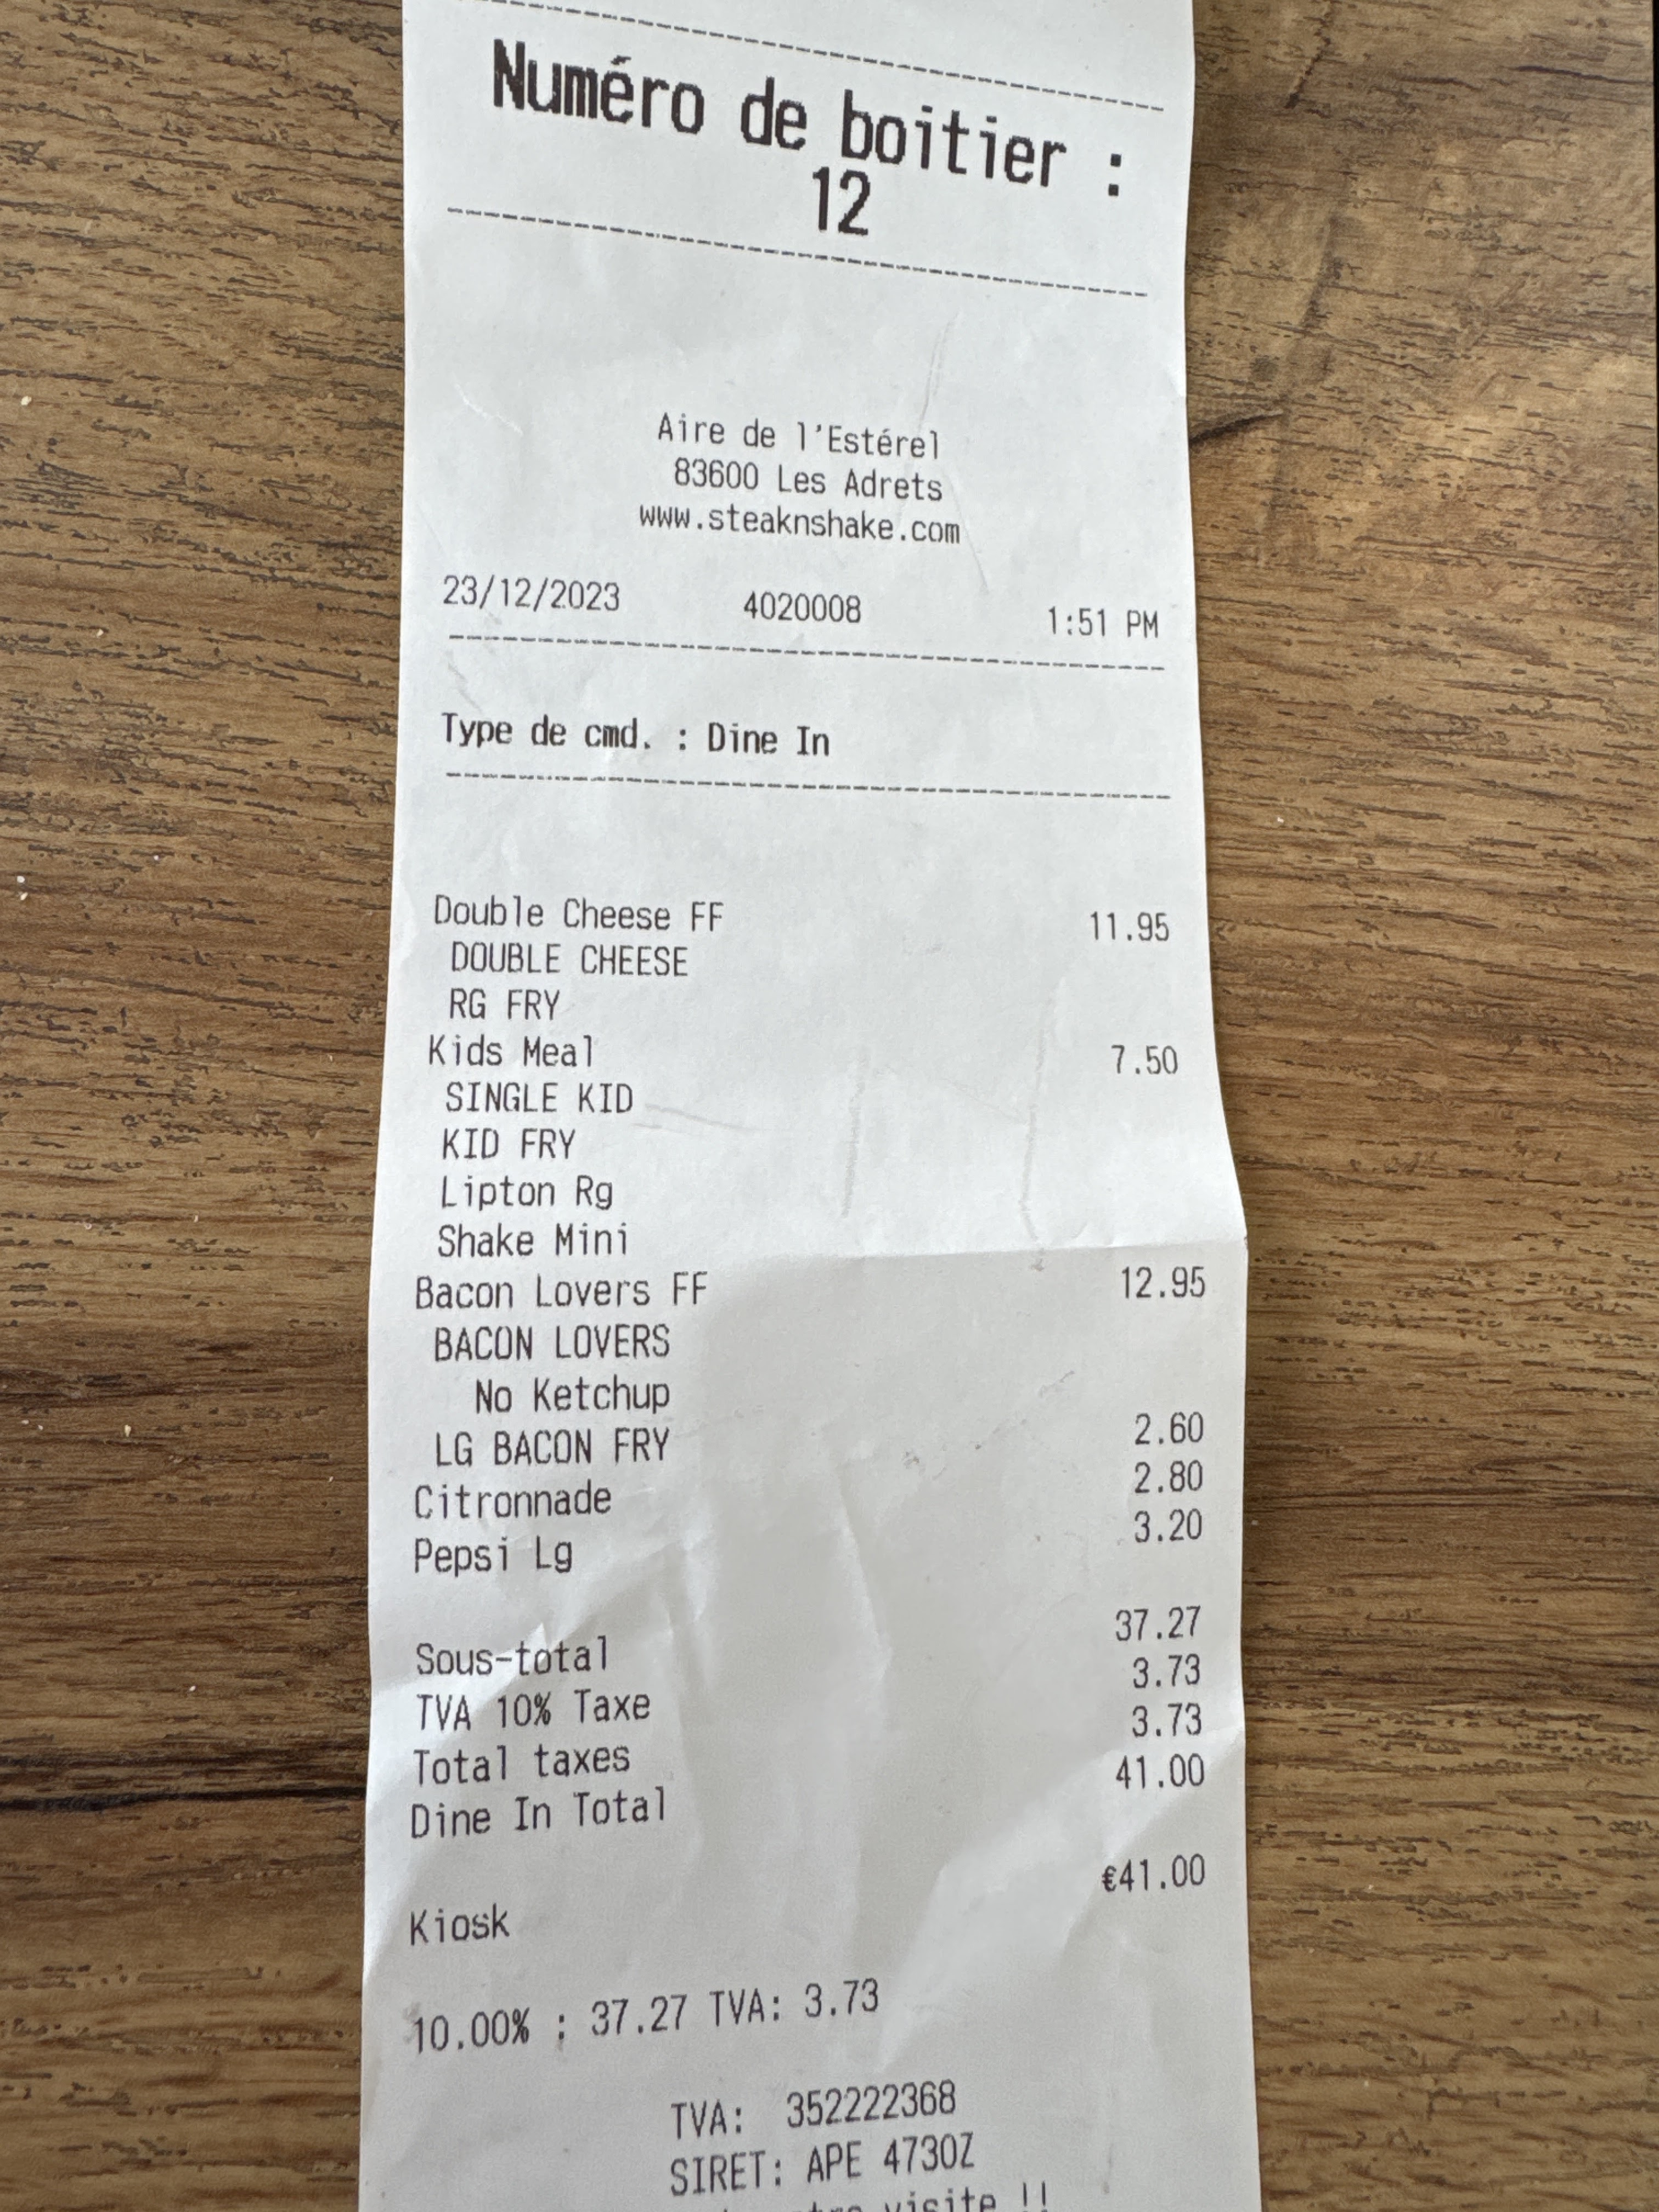 Numéro de boitier :
12
Aire de l'Estérel
83600 Les Adrets
www.steaknshake.com
23/12/2023 4020008 1:51 PM
Type de cmd. : Dine In
Double Cheese FF 11.95
DOUBLE CHEESE
RG FRY
Kids Meal 7.50
SINGLE KID
KID FRY
Lipton Rg
Shake Mini
Bacon Lovers FF 12.95
BACON LOVERS
No Ketchup
LG BACON FRY 2.60
Citronnade 2.80
Pepsi Lg 3.20
Sous-total 37.27
TVA 10% Taxe 3.73
Total taxes 3.73
Dine In Total 41.00
Kiosk €41.00
10.00% : 37.27 TVA: 3.73
TVA: 352222368
SIRET: APE 4730Z
visite !!